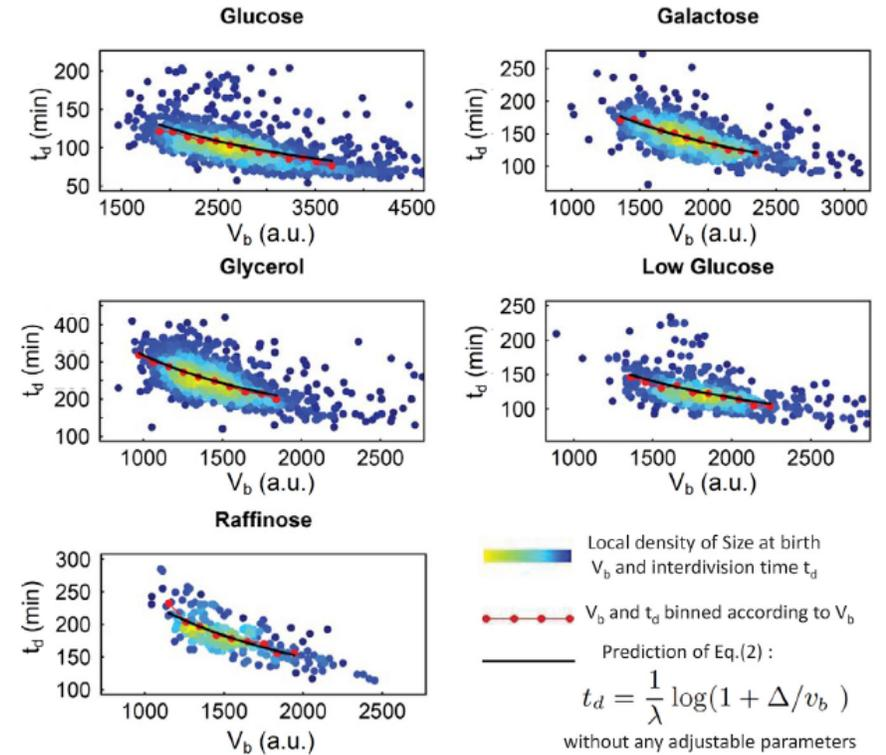 Glucose
200
150
100
50
t_d (min)
1500 2500 3500 4500
V_b (a.u.)
Galactose
250
200
150
100
t_d (min)
1000 1500 2000 2500 3000
V_b (a.u.)
Glycerol
400
300
200
100
t_d (min)
1000 1500 2000 2500
V_b (a.u.)
Low Glucose
250
200
150
100
t_d (min)
1000 1500 2000 2500
V_b (a.u.)
Raffinose
300
250
200
150
100
t_d (min)
1000 1500 2000 2500
V_b (a.u.)
Local density of Size at birth
V_b and interdivision time t_d
V_b and t_d binned according to V_b
Prediction of Eq.(2) :
t_d = 1/λ log(1 + Δ/v_b )
without any adjustable parameters